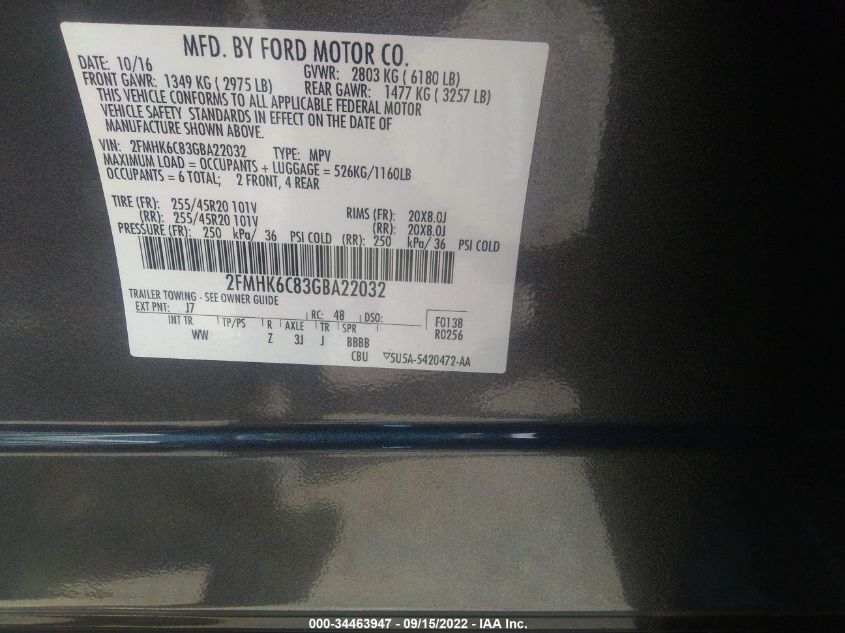 MFD. BY FORD MOTOR CO.
DATE: 10/16 GVWR: 2803 KG ( 6180 LB)
FRONT GAWR: 1349 KG ( 2975 LB) REAR GAWR: 1477 KG ( 3257 LB)
THIS VEHICLE CONFORMS TO ALL APPLICABLE FEDERAL MOTOR
VEHICLE SAFETY STANDARDS IN EFFECT ON THE DATE OF
MANUFACTURE SHOWN ABOVE.
VIN: 2FMHK6C83GBA22032 TYPE: MPV
MAXIMUM LOAD = OCCUPANTS + LUGGAGE = 526KG/1160LB
OCCUPANTS = 6 TOTAL; 2 FRONT, 4 REAR
TIRE (FR): 255/45R20 101V RIMS (FR): 20X8.0J
(RR): 255/45R20 101V (RR): 20X8.0J
PRESSURE (FR): 250 kPa/ 36 PSI COLD (RR): 250 kPa/ 36 PSI COLD
2FMHK6C83GBA22032
TRAILER TOWING - SEE OWNER GUIDE
EXT PNT: J7 RC: 48 DSO: F013B
INT TR TP/PS R AXLE TR SPR R0256
WW Z 3J J BBBB
CBU ▽5U5A-5420472-AA
000-34463947 - 09/15/2022 - IAA Inc.